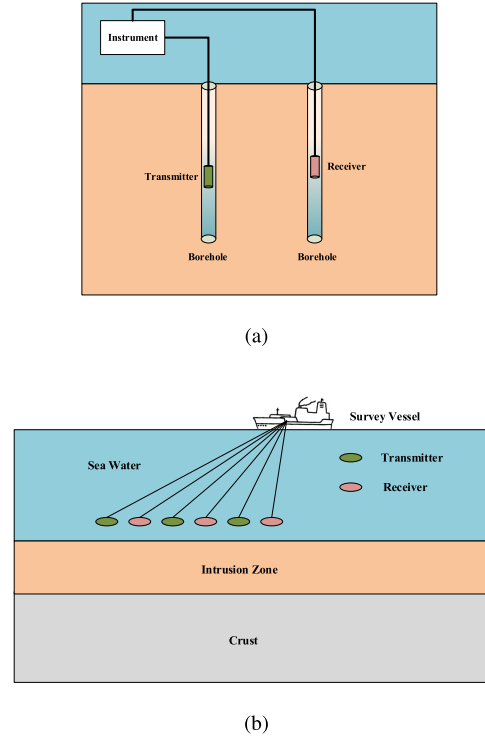 Instrument
Transmitter
Receiver
Borehole
Borehole
(a)
Survey Vessel
Sea Water
Transmitter
Receiver
Intrusion Zone
Crust
(b)